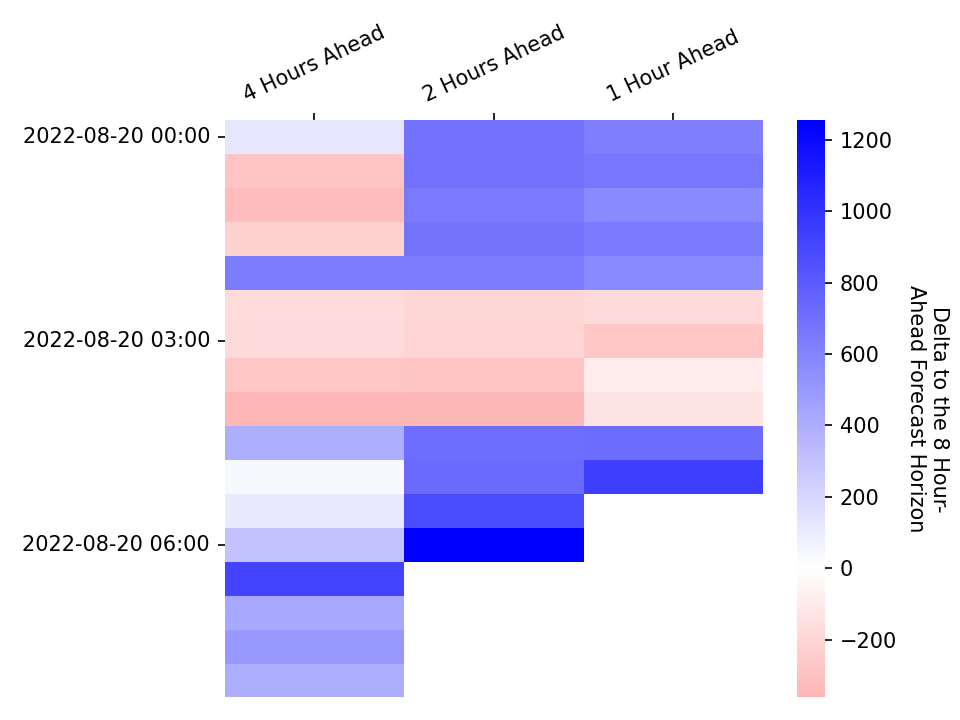 4 Hours Ahead
2 Hours Ahead
1 Hour Ahead
2022-08-20 00:00
2022-08-20 03:00
2022-08-20 06:00
1200
1000
800
600
400
200
0
−200
Delta to the 8 Hour-
Ahead Forecast Horizon